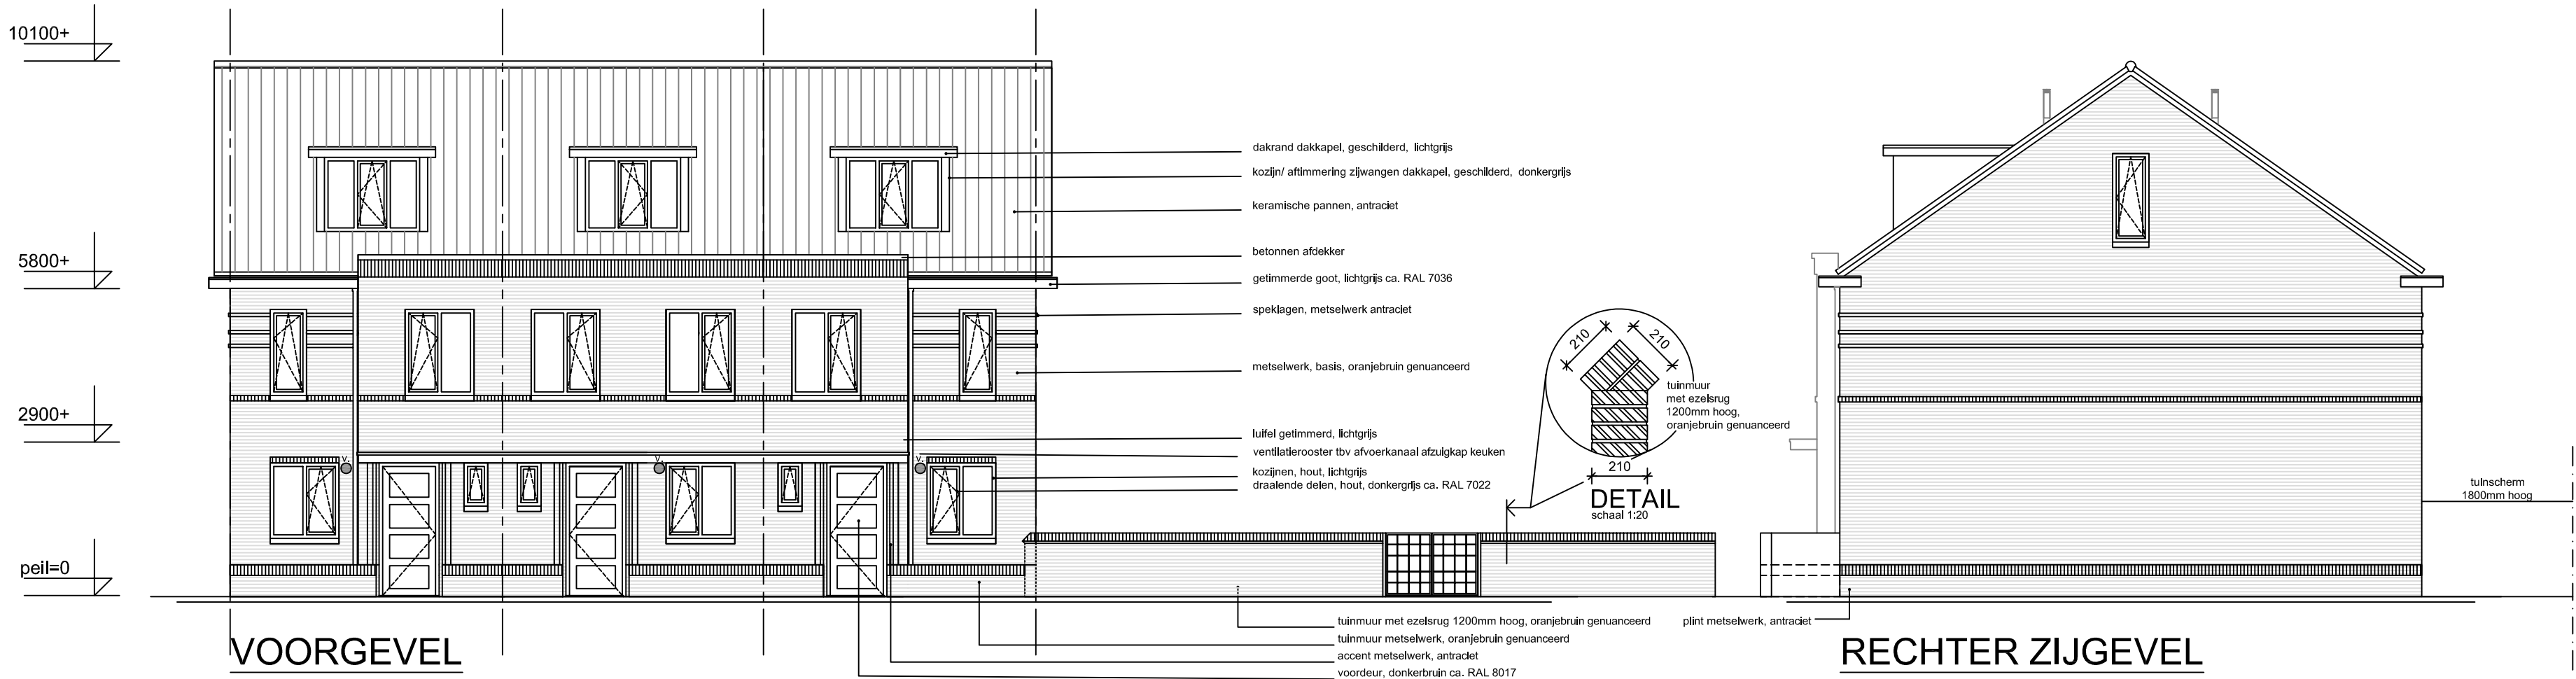 10100+
5800+
2900+
peil=0
dakrand dakkapel, geschilderd, lichtgrijs
kozijn/ aftimmering zijwangen dakkapel, geschilderd, donkergrijs
keramische pannen, antraciet
betonnen afdekker
getimmerde goot, lichtgrijs ca. RAL 7036
speklagen, metselwerk antraciet
metselwerk, basis, oranjebruin genuanceerd
luifel getimmerd, lichtgrijs
ventilatierooster tbv afvoerkanaal afzuigkap keuken
kozijnen, hout, lichtgrijs
draaiende delen, hout, donkergrijs ca. RAL 7022
v.
v.
v.
210
210
tuinmuur
met ezelsrug
1200mm hoog,
oranjebruin genuanceerd
210
DETAIL
schaal 1:20
tuinscherm
1800mm hoog
tuinmuur met ezelsrug 1200mm hoog, oranjebruin genuanceerd
tuinmuur metselwerk, oranjebruin genuanceerd
accent metselwerk, antraciet
voordeur, donkerbruin ca. RAL 8017
plint metselwerk, antraciet
VOORGEVEL
RECHTER ZIJGEVEL